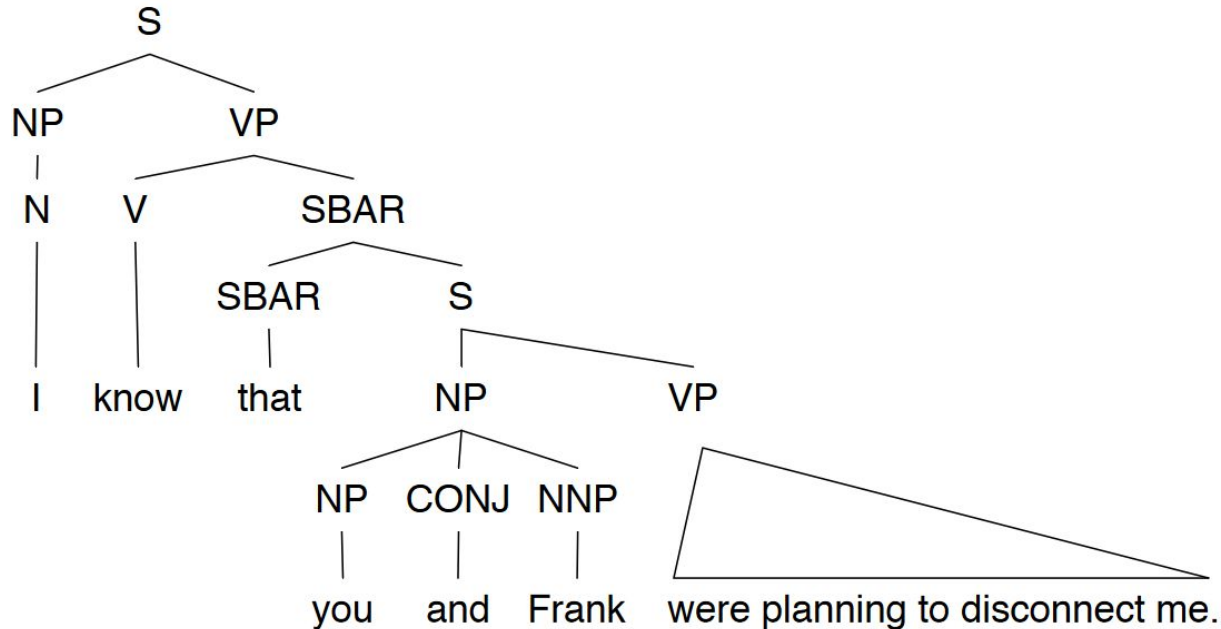 S
NP VP
N V SBAR
SBAR S
I know that NP VP
NP CONJ NNP
you and Frank were planning to disconnect me.